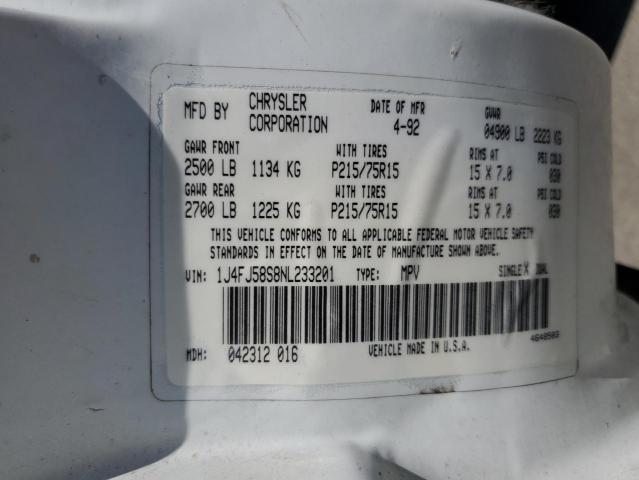 MFD BY CHRYSLER CORPORATION DATE OF MFR 4-92 GVWR 04900 LB 2223 KG
GAWR FRONT WITH TIRES RIMS AT PSI COLD
2500 LB 1134 KG P215/75R15 15 X 7.0 030
GAWR REAR WITH TIRES RIMS AT PSI COLD
2700 LB 1225 KG P215/75R15 15 X 7.0 030
THIS VEHICLE CONFORMS TO ALL APPLICABLE FEDERAL MOTOR VEHICLE SAFETY
STANDARDS IN EFFECT ON THE DATE OF MANUFACTURE SHOWN ABOVE.
VIN: 1J4FJ58S8NL233201 TYPE: MPV SINGLE X DUAL
4648503
MDH: 042312 016 VEHICLE MADE IN U.S.A.